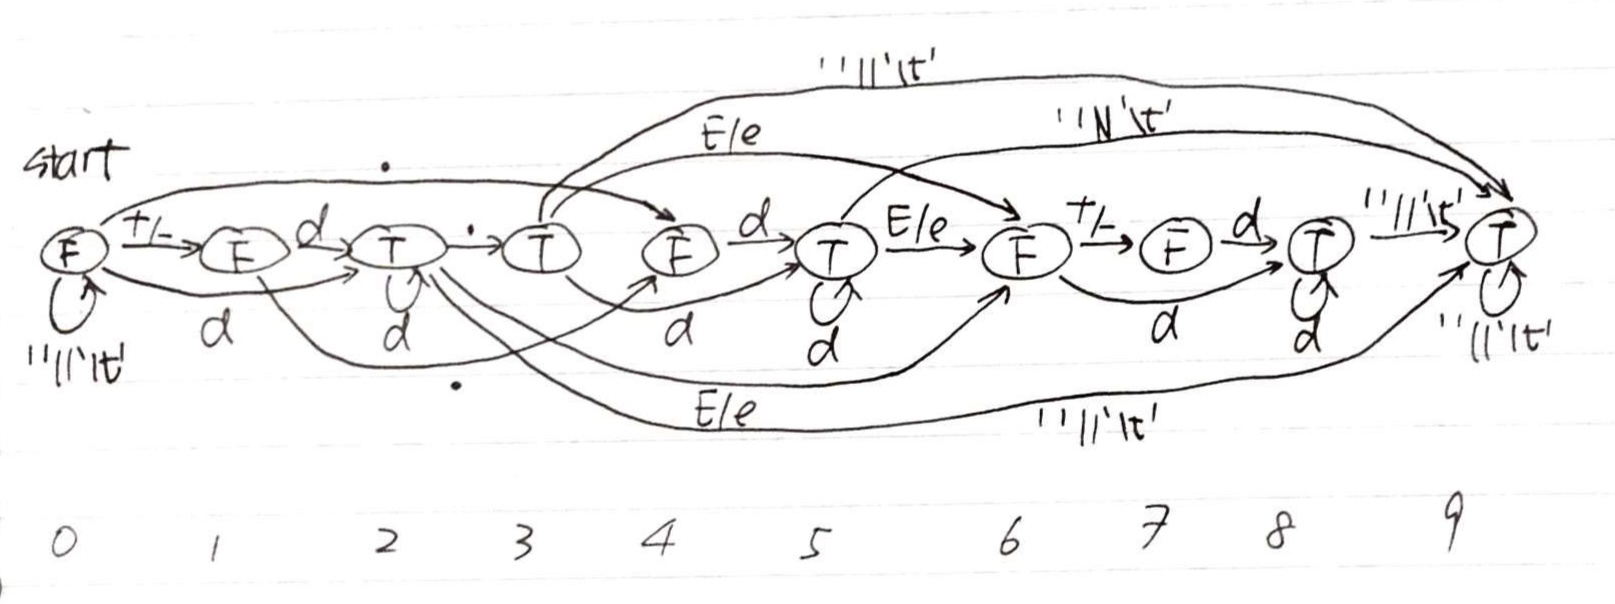 ' '||'\t'
E/e
' '||'\t'
start
.
F +/- F d T . T F d T E/e F +/- F d T ' '||'\t' T
d
d
d
d
d
d
' '||'\t'
' '||'\t'
.
E/e
' '||'\t'
0 1 2 3 4 5 6 7 8 9